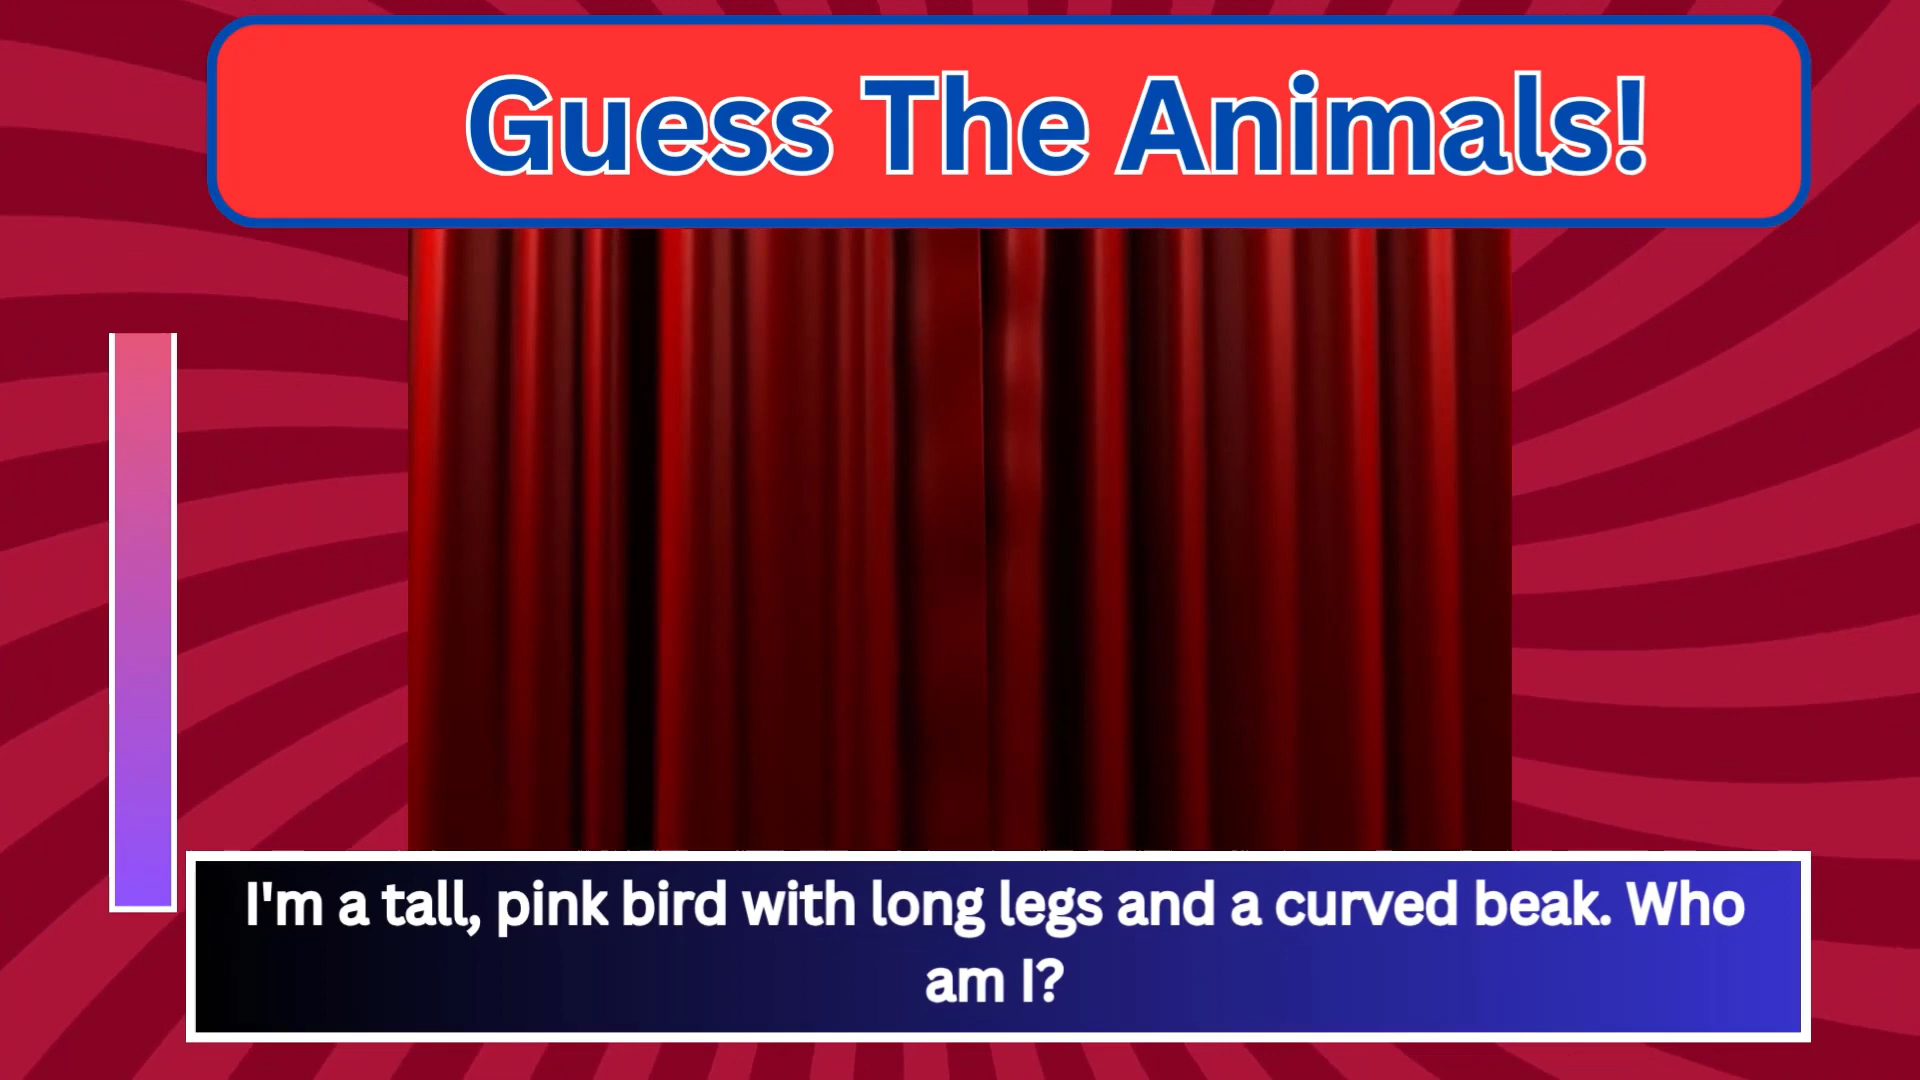 Guess The Animals!
I'm a tall, pink bird with long legs and a curved beak. Who
am I?